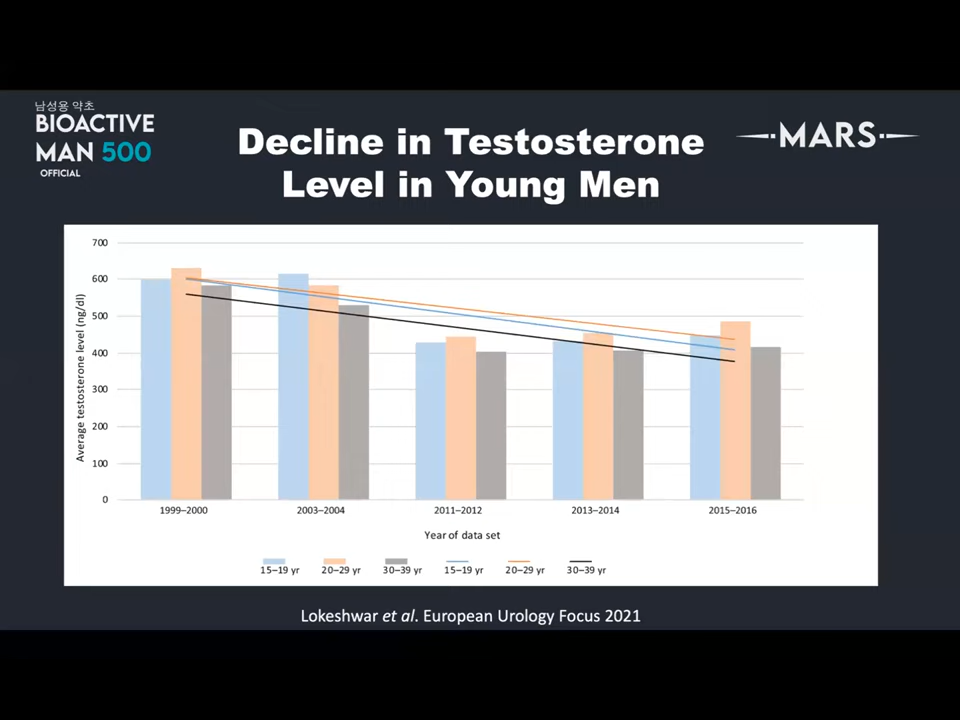 남성용 약초
BIOACTIVE
MAN 500
OFFICIAL
Decline in Testosterone
Level in Young Men
MARS
700
600
500
400
300
200
100
0
Average testosterone level (ng/dl)
1999–2000 2003–2004 2011–2012 2013–2014 2015–2016
Year of data set
15–19 yr 20–29 yr 30–39 yr 15–19 yr 20–29 yr 30–39 yr
Lokeshwar et al. European Urology Focus 2021